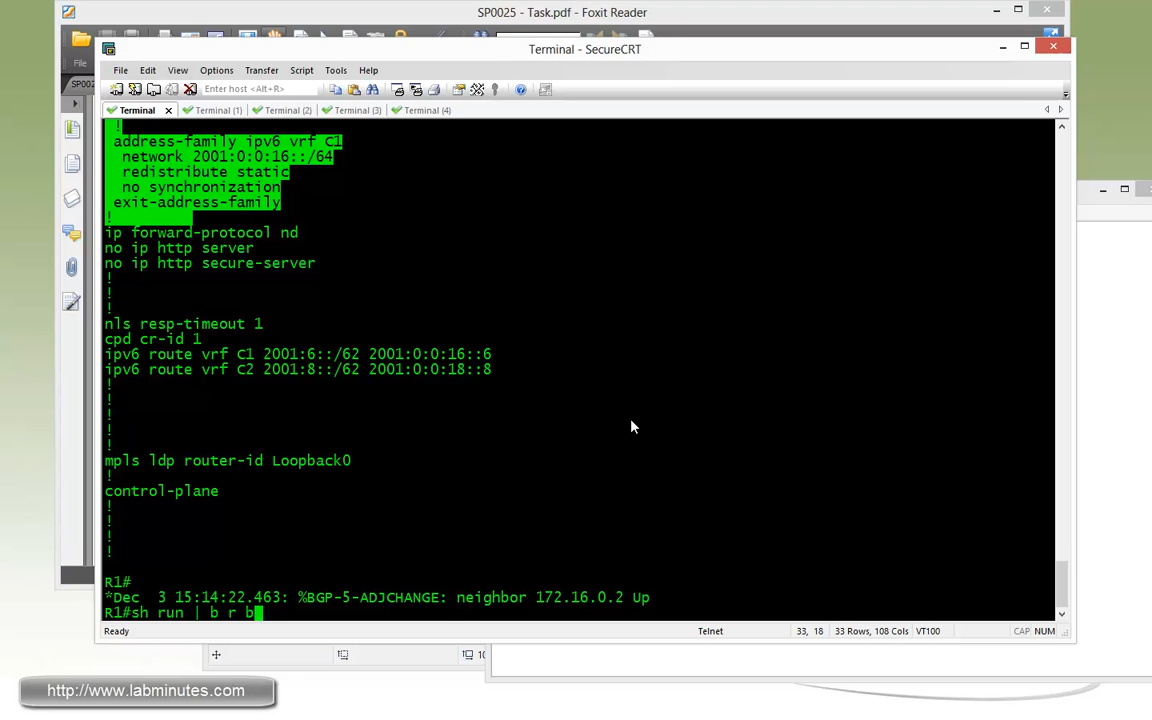 SP0025 - Task.pdf - Foxit Reader
File
SP002
Terminal - SecureCRT
File Edit View Options Transfer Script Tools Help
Enter host <Alt+R>
Terminal Terminal (1) Terminal (2) Terminal (3) Terminal (4)
!
address-family ipv6 vrf C1
network 2001:0:0:16::/64
redistribute static
no synchronization
exit-address-family
!
ip forward-protocol nd
no ip http server
no ip http secure-server
!
!
!
nls resp-timeout 1
cpd cr-id 1
ipv6 route vrf C1 2001:6::/62 2001:0:0:16::6
ipv6 route vrf C2 2001:8::/62 2001:0:0:18::8
!
!
!
!
!
mpls ldp router-id Loopback0
!
control-plane
!
!
!
!
R1#
*Dec  3 15:14:22.463: %BGP-5-ADJCHANGE: neighbor 172.16.0.2 Up
R1#sh run | b r b
Ready Telnet 33, 18 33 Rows, 108 Cols VT100 CAP NUM
10
http://www.labminutes.com